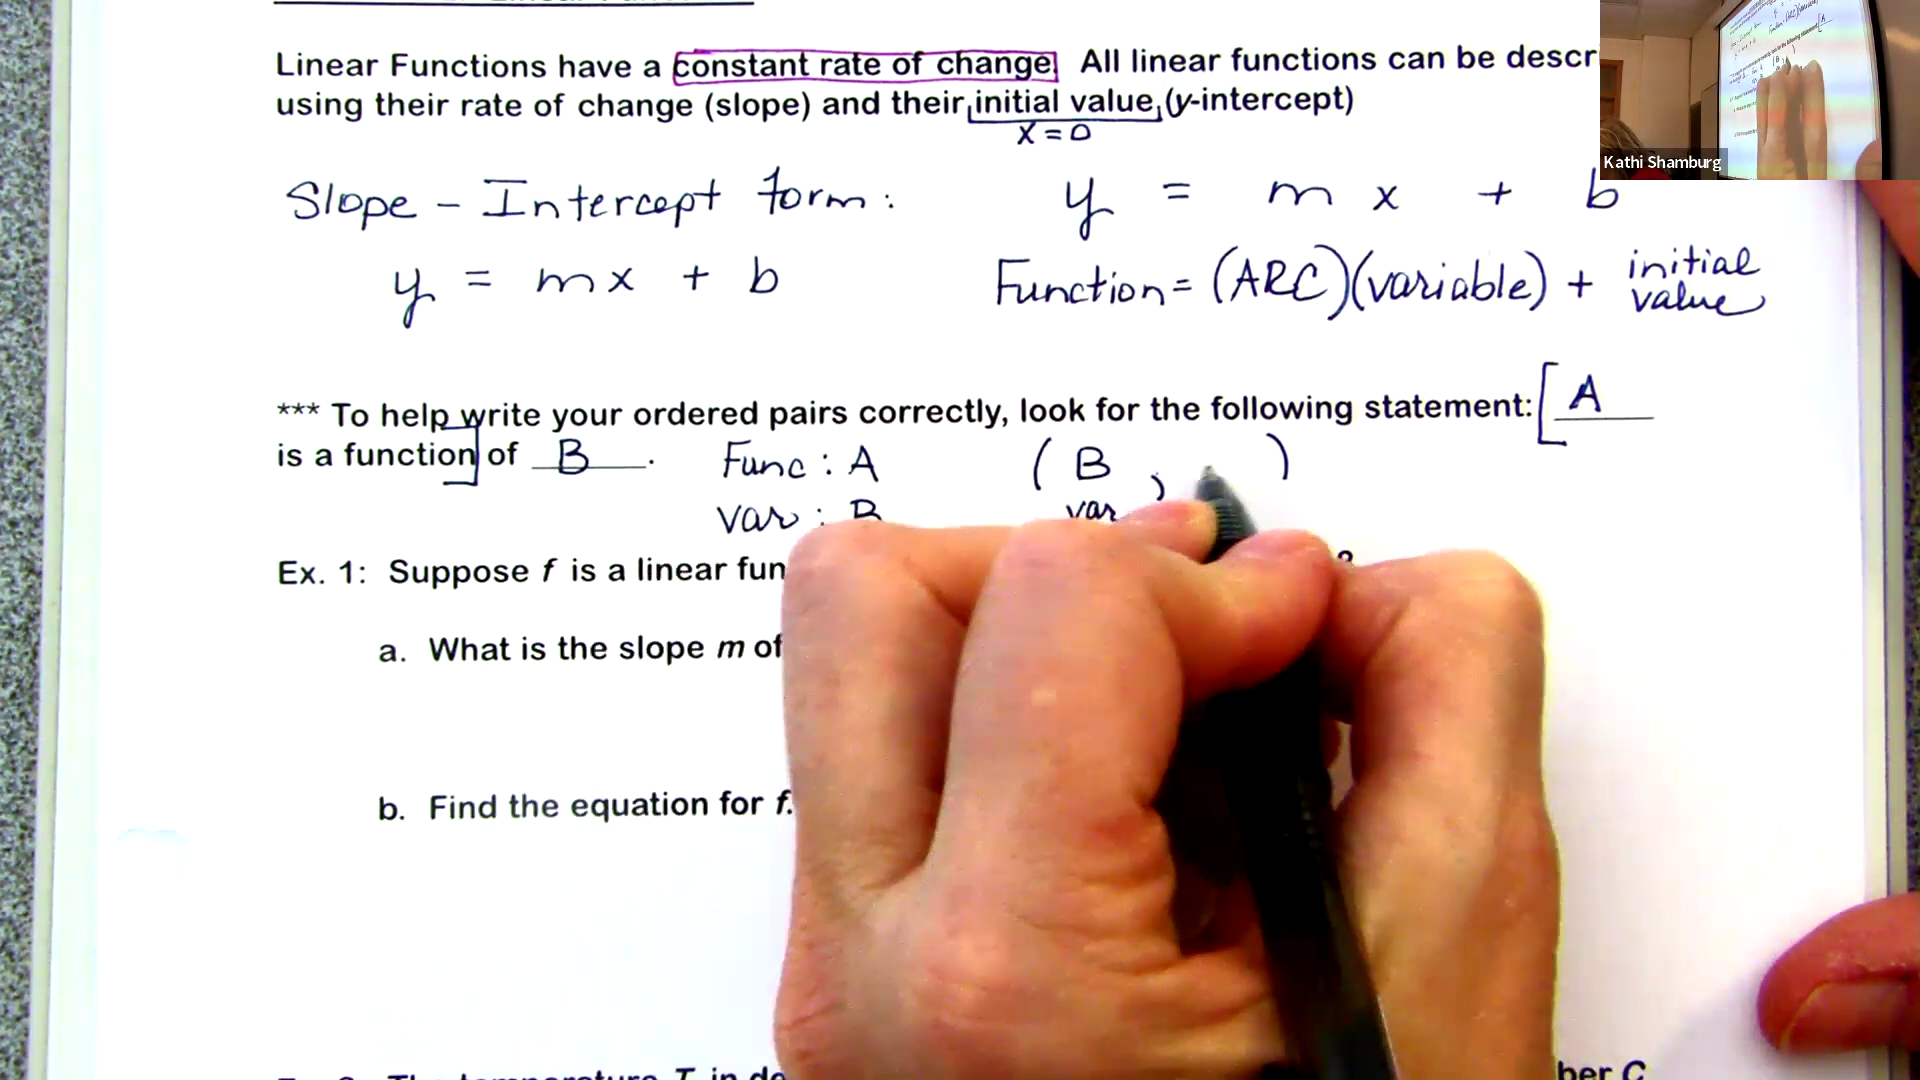 Linear Functions have a constant rate of change. All linear functions can be descr
using their rate of change (slope) and their initial value (y-intercept)
x = 0
Slope - Intercept form: y = mx + b
y = mx + b Function = (ARC)(variable) + initial value
*** To help write your ordered pairs correctly, look for the following statement: [ A
is a function] of B. Func: A ( B , )
var: B var
Ex. 1: Suppose f is a linear fun
a. What is the slope m of
b. Find the equation for f.
Kathi Shamburg